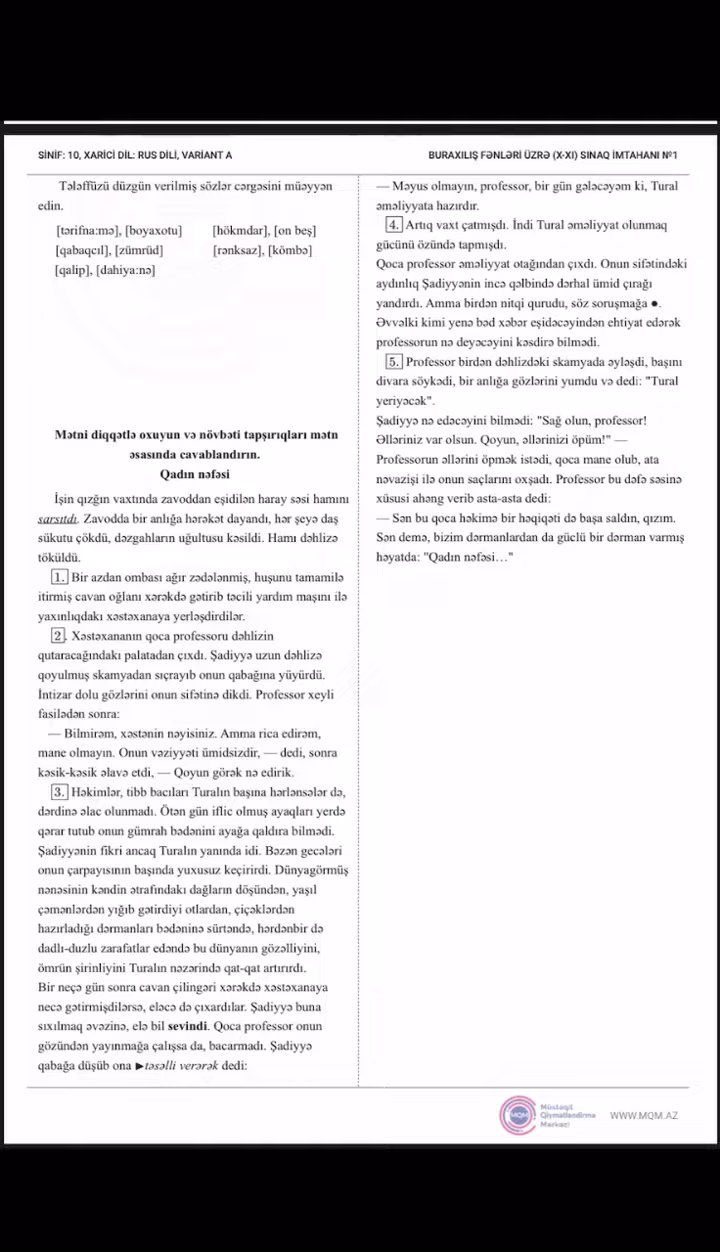 SİNİF: 10, XARİCİ DİL: RUS DİLİ, VARİANT A
BURAXILIŞ FƏNLƏRİ ÜZRƏ (X-XI) SINAQ İMTAHANI №1
Tələffüzü düzgün verilmiş sözlər cərgəsini müəyyən
edin.
[tərifna:mə], [boyaxotu]
[hökmdar], [on beş]
[qabaqcıl], [zümrüd]
[rənksaz], [kömbə]
[qalip], [dahiya:nə]
Mətni diqqətlə oxuyun və növbəti tapşırıqları mətn
əsasında cavablandırın.
Qadın nəfəsi
İşin qızğın vaxtında zavoddan eşidilən haray səsi hamını
sarsıtdı. Zavodda bir anlığa hərəkət dayandı, hər şeyə daş
sükutu çökdü, dəzgahların uğultusu kəsildi. Hamı dəhlizə
töküldü.
1. Bir azdan ombası ağır zədələnmiş, huşunu tamamilə
itirmiş cavan oğlanı xərəkdə gətirib təcili yardım maşını ilə
yaxınlıqdakı xəstəxanaya yerləşdirdilər.
2. Xəstəxananın qoca professoru dəhlizin
qutaracağındakı palatadan çıxdı. Şadiyyə uzun dəhlizə
qoyulmuş skamyadan sıçrayıb onun qabağına yüyürdü.
İntizar dolu gözlərini onun sifətinə dikdi. Professor xeyli
fasilədən sonra:
— Bilmirəm, xəstənin nəyisiniz. Amma rica edirəm,
mane olmayın. Onun vəziyyəti ümidsizdir, — dedi, sonra
kəsik-kəsik əlavə etdi, — Qoyun görək nə edirik.
3. Həkimlər, tibb bacıları Turalın başına hərlənsələr də,
dərdinə əlac olunmadı. Ötən gün iflic olmuş ayaqları yerdə
qərar tutub onun gümrah bədənini ayağa qaldıra bilmədi.
Şadiyyənin fikri ancaq Turalın yanında idi. Bəzən gecələri
onun çarpayısının başında yuxusuz keçirirdi. Dünyagörmüş
nənəsinin kəndin ətrafındakı dağların döşündən, yaşıl
çəmənlərdən yığıb gətirdiyi otlardan, çiçəklərdən
hazırladığı dərmanları bədəninə sürtəndə, hərdənbir də
dadlı-duzlu zarafatlar edəndə bu dünyanın gözəlliyini,
ömrün şirinliyini Turalın nəzərində qat-qat artırırdı.
Bir neçə gün sonra cavan çilingəri xərəkdə xəstəxanaya
necə gətirmişdilərsə, eləcə də çıxardılar. Şadiyyə buna
sıxılmaq əvəzinə, elə bil sevindi. Qoca professor onun
gözündən yayınmağa çalışsa da, bacarmadı. Şadiyyə
qabağa düşüb ona ▶təsəlli verərək dedi:
— Məyus olmayın, professor, bir gün gələcəyəm ki, Tural
əməliyyata hazırdır.
4. Artıq vaxt çatmışdı. İndi Tural əməliyyat olunmaq
gücünü özündə tapmışdı.
Qoca professor əməliyyat otağından çıxdı. Onun sifətindəki
aydınlıq Şadiyyənin incə qəlbində dərhal ümid çırağı
yandırdı. Amma birdən nitqi qurudu, söz soruşmağa ●.
Əvvəlki kimi yenə bəd xəbər eşidəcəyindən ehtiyat edərək
professorun nə deyəcəyini kəsdirə bilmədi.
5. Professor birdən dəhlizdəki skamyada əyləşdi, başını
divara söykədi, bir anlığa gözlərini yumdu və dedi: "Tural
yeriyəcək".
Şadiyyə nə edəcəyini bilmədi: "Sağ olun, professor!
Əlləriniz var olsun. Qoyun, əllərinizi öpüm!" —
Professorun əllərini öpmək istədi, qoca mane olub, ata
nəvazişi ilə onun saçlarını oxşadı. Professor bu dəfə səsinə
xüsusi ahəng verib asta-asta dedi:
— Sən bu qoca həkimə bir həqiqəti də başa saldın, qızım.
Sən demə, bizim dərmanlardan da güclü bir dərman varmış
həyatda: "Qadın nəfəsi..."
MQM
Müstəqil
Qiymətləndirmə
Mərkəzi
WWW.MQM.AZ